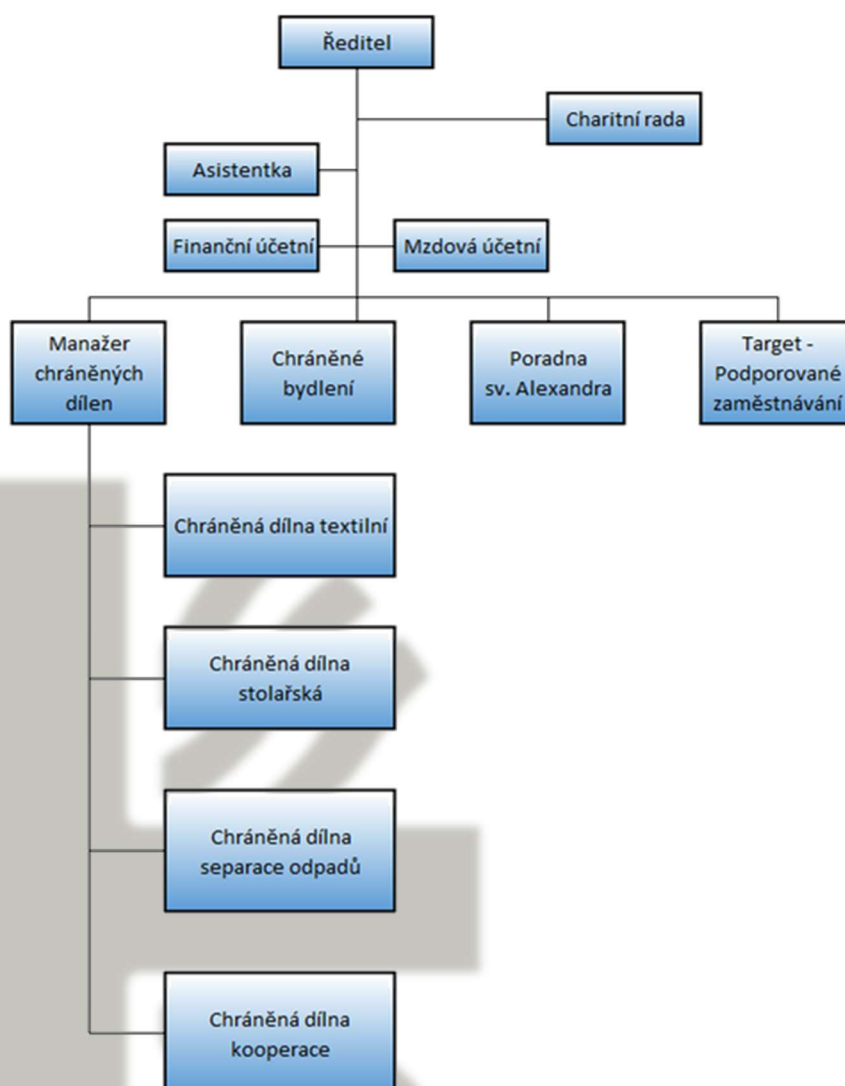 Ředitel
Charitní rada
Asistentka
Finanční účetní
Mzdová účetní
Manažer
chráněných
dílen
Chráněné
bydlení
Poradna
sv. Alexandra
Target -
Podporované
zaměstnávání
Chráněná dílna textilní
Chráněná dílna
stolařská
Chráněná dílna
separace odpadů
Chráněná dílna
kooperace